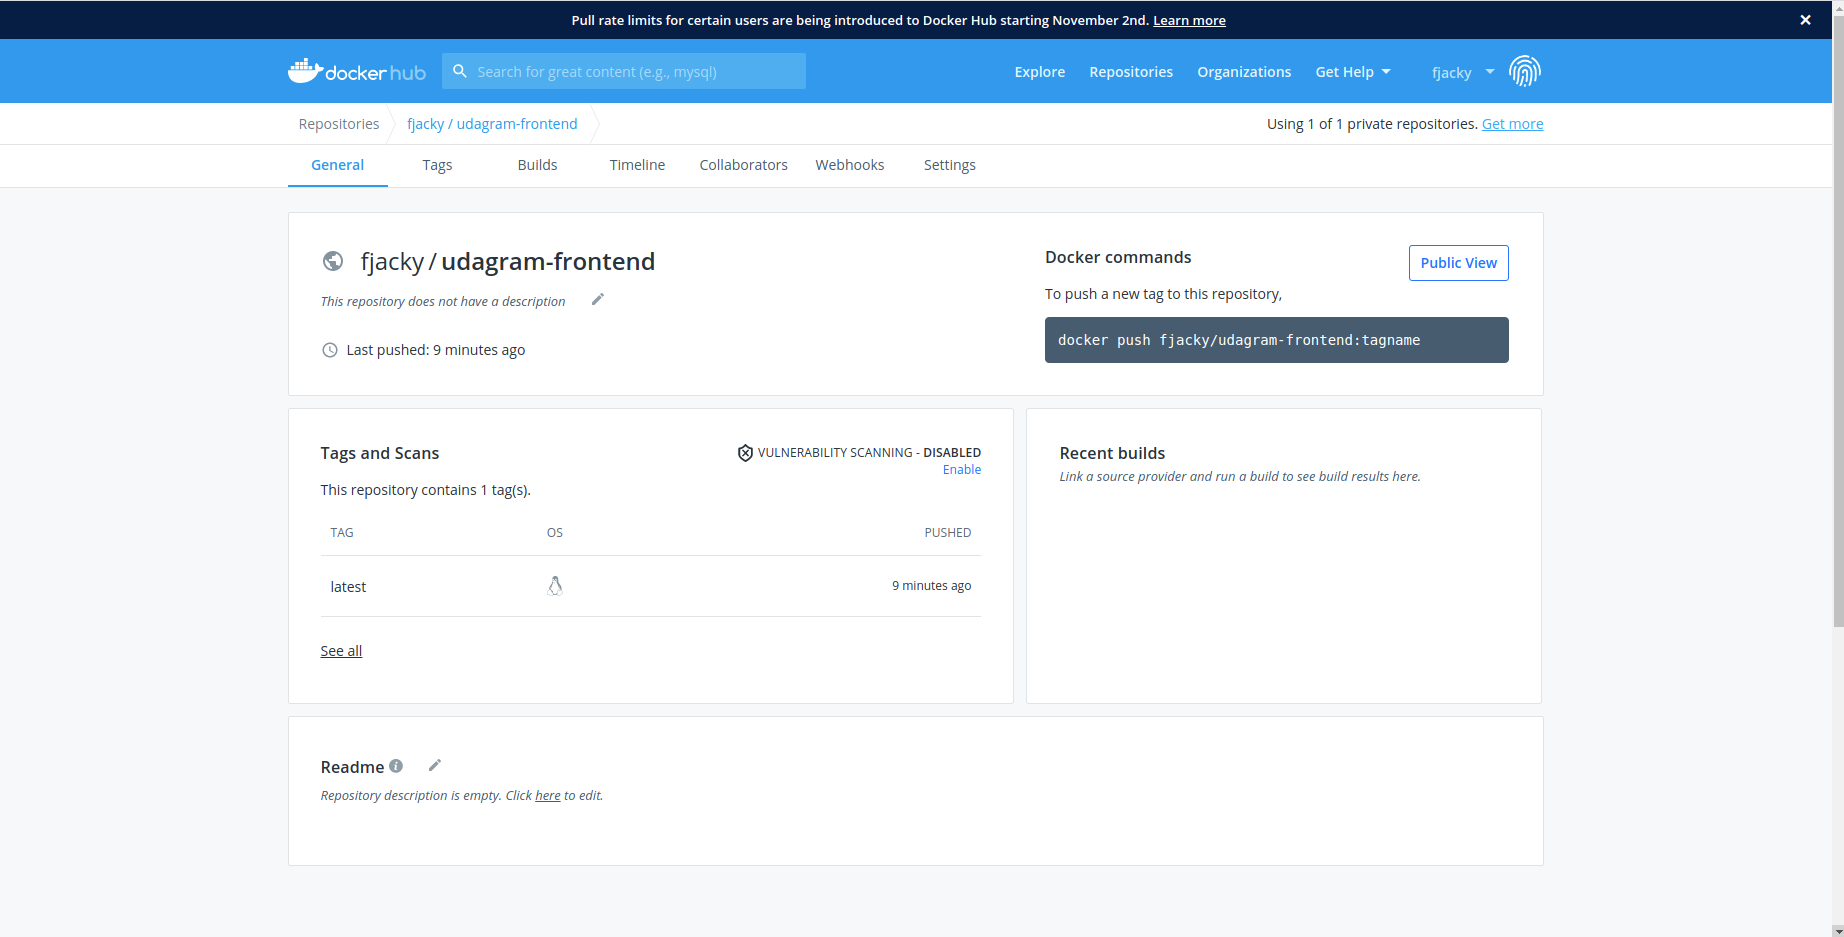 Pull rate limits for certain users are being introduced to Docker Hub starting November 2nd. Learn more
docker hub
Search for great content (e.g., mysql)
Explore
Repositories
Organizations
Get Help
fjacky
Repositories
fjacky / udagram-frontend
Using 1 of 1 private repositories. Get more
General
Tags
Builds
Timeline
Collaborators
Webhooks
Settings
fjacky / udagram-frontend
This repository does not have a description
Last pushed: 9 minutes ago
Docker commands
Public View
To push a new tag to this repository,
docker push fjacky/udagram-frontend:tagname
Tags and Scans
VULNERABILITY SCANNING - DISABLED
Enable
This repository contains 1 tag(s).
TAG
OS
PUSHED
latest
9 minutes ago
See all
Recent builds
Link a source provider and run a build to see build results here.
Readme
Repository description is empty. Click here to edit.